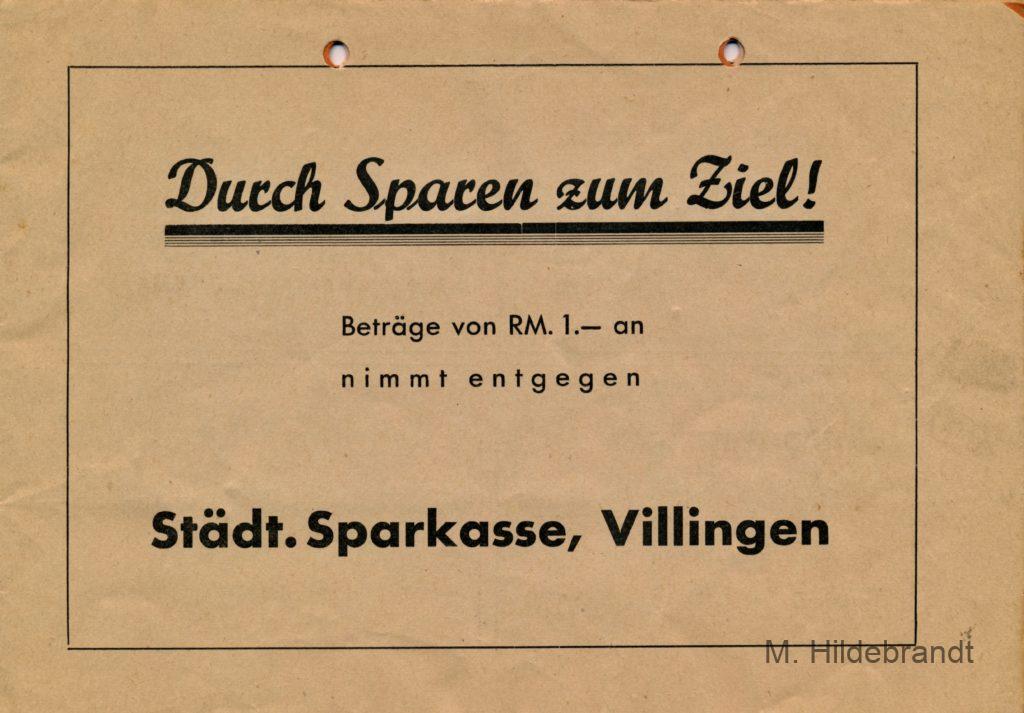 Durch Sparen zum Ziel!
Beträge von RM. 1.— an
nimmt entgegen
Städt. Sparkasse, Villingen
M. Hildebrandt